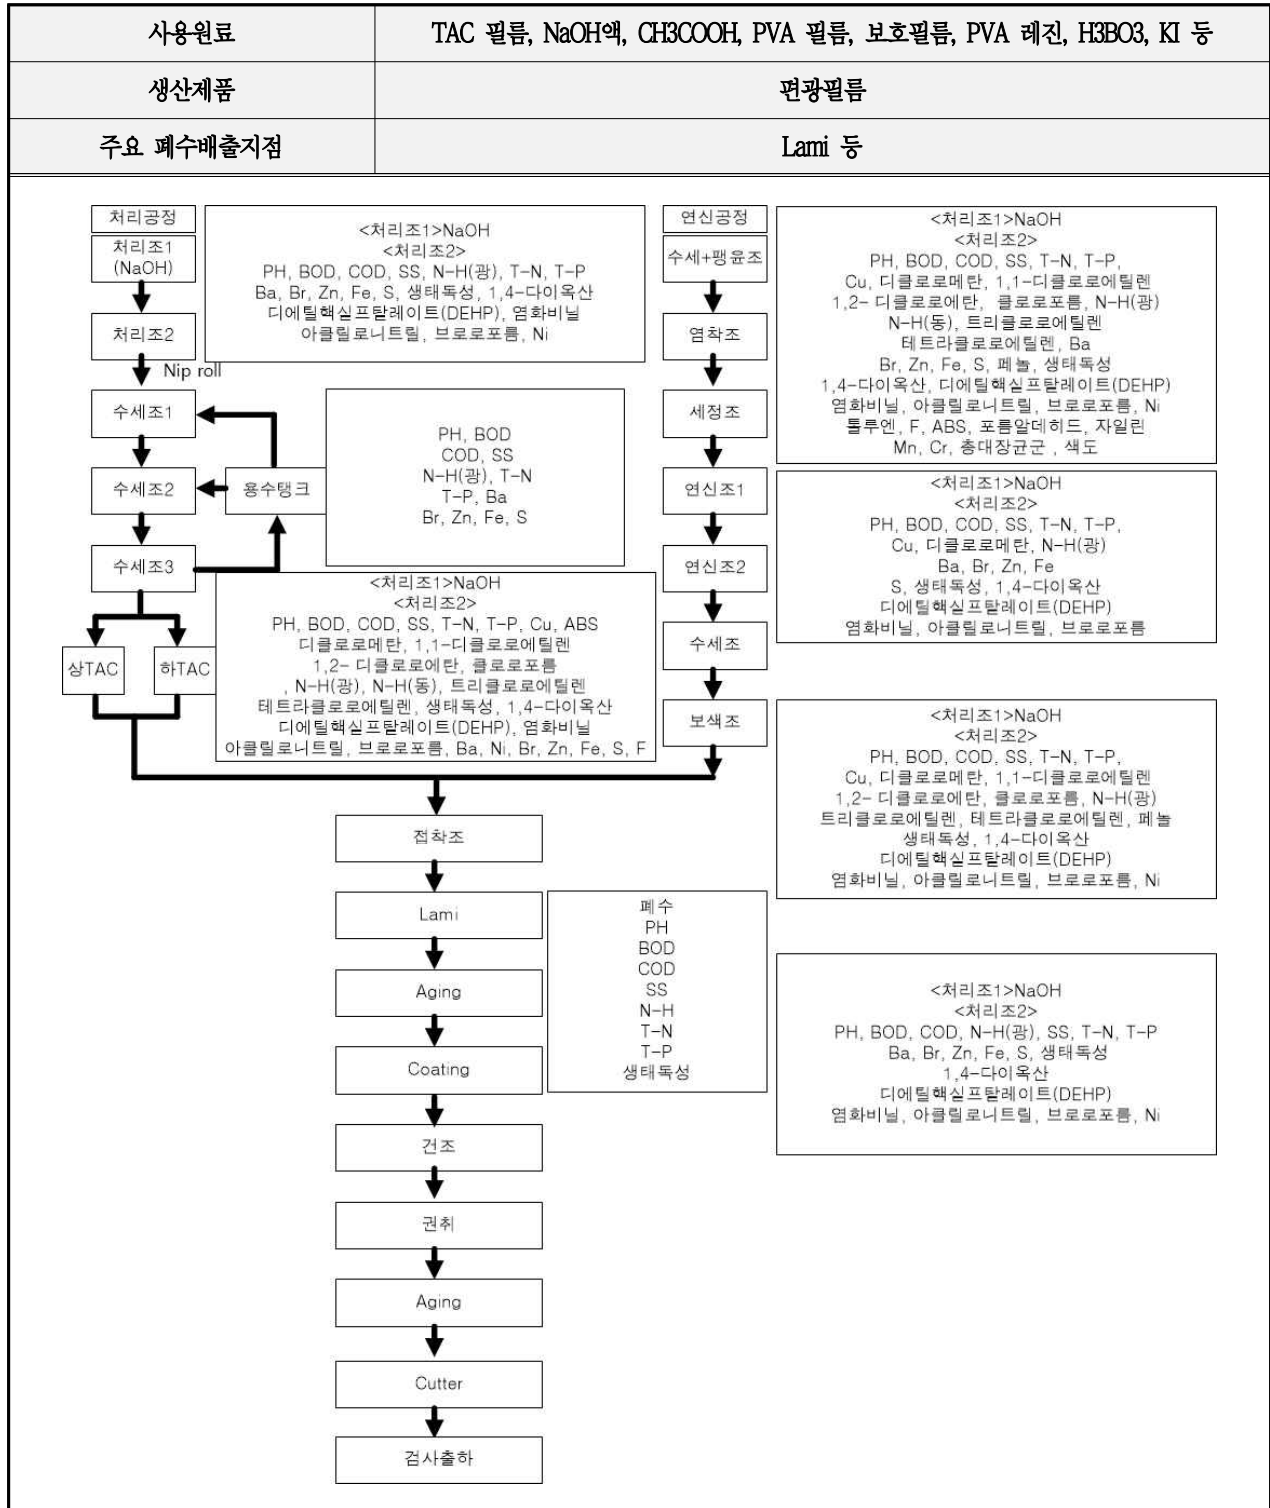 사용원료
TAC 필름, NaOH액, CH3COOH, PVA 필름, 보호필름, PVA 레진, H3BO3, KI 등
생산제품
편광필름
주요 폐수배출지점
Lami 등
처리공정
처리조1
(NaOH)
처리조2
Nip roll
수세조1
수세조2
용수탱크
수세조3
상TAC
하TAC
<처리조1>NaOH
<처리조2>
PH, BOD, COD, SS, N-H(광), T-N, T-P
Ba, Br, Zn, Fe, S, 생태독성, 1,4-다이옥산
디에틸핵실프탈레이트(DEHP), 염화비닐
아클릴로니트릴, 브로로포름, Ni
PH, BOD
COD, SS
N-H(광), T-N
T-P, Ba
Br, Zn, Fe, S
<처리조1>NaOH
<처리조2>
PH, BOD, COD, SS, T-N, T-P, Cu, ABS
디클로로메탄, 1,1-디클로로에틸렌
1,2- 디클로로에탄, 클로로포름
, N-H(광), N-H(동), 트리클로로에틸렌
테트라클로로에틸렌, 생태독성, 1,4-다이옥산
디에틸핵실프탈레이트(DEHP), 염화비닐
아클릴로니트릴, 브로로포름, Ba, Ni, Br, Zn, Fe, S, F
연신공정
수세+팽윤조
염착조
세정조
연신조1
연신조2
수세조
보색조
<처리조1>NaOH
<처리조2>
PH, BOD, COD, SS, T-N, T-P,
Cu, 디클로로메탄, 1,1-디클로로에틸렌
1,2- 디클로로에탄, 클로로포름, N-H(광)
N-H(동), 트리클로로에틸렌
테트라클로로에틸렌, Ba
Br, Zn, Fe, S, 페놀, 생태독성
1,4-다이옥산, 디에틸핵실프탈레이트(DEHP)
염화비닐, 아클릴로니트릴, 브로로포름, Ni
톨루엔, F, ABS, 포름알데히드, 자일린
Mn, Cr, 총대장균군 , 색도
<처리조1>NaOH
<처리조2>
PH, BOD, COD, SS, T-N, T-P,
Cu, 디클로로메탄, N-H(광)
Ba, Br, Zn, Fe
S, 생태독성, 1,4-다이옥산
디에틸핵실프탈레이트(DEHP)
염화비닐, 아클릴로니트릴, 브로로포름
<처리조1>NaOH
<처리조2>
PH, BOD, COD, SS, T-N, T-P,
Cu, 디클로로메탄, 1,1-디클로로에틸렌
1,2- 디클로로에탄, 클로로포름, N-H(광)
트리클로로에틸렌, 테트라클로로에틸렌, 페놀
생태독성, 1,4-다이옥산
디에틸핵실프탈레이트(DEHP)
염화비닐, 아클릴로니트릴, 브로로포름, Ni
<처리조1>NaOH
<처리조2>
PH, BOD, COD, N-H(광), SS, T-N, T-P
Ba, Br, Zn, Fe, S, 생태독성
1,4-다이옥산
디에틸핵실프탈레이트(DEHP)
염화비닐, 아클릴로니트릴, 브로로포름, Ni
접착조
Lami
Aging
Coating
건조
권취
Aging
Cutter
검사출하
폐수
PH
BOD
COD
SS
N-H
T-N
T-P
생태독성